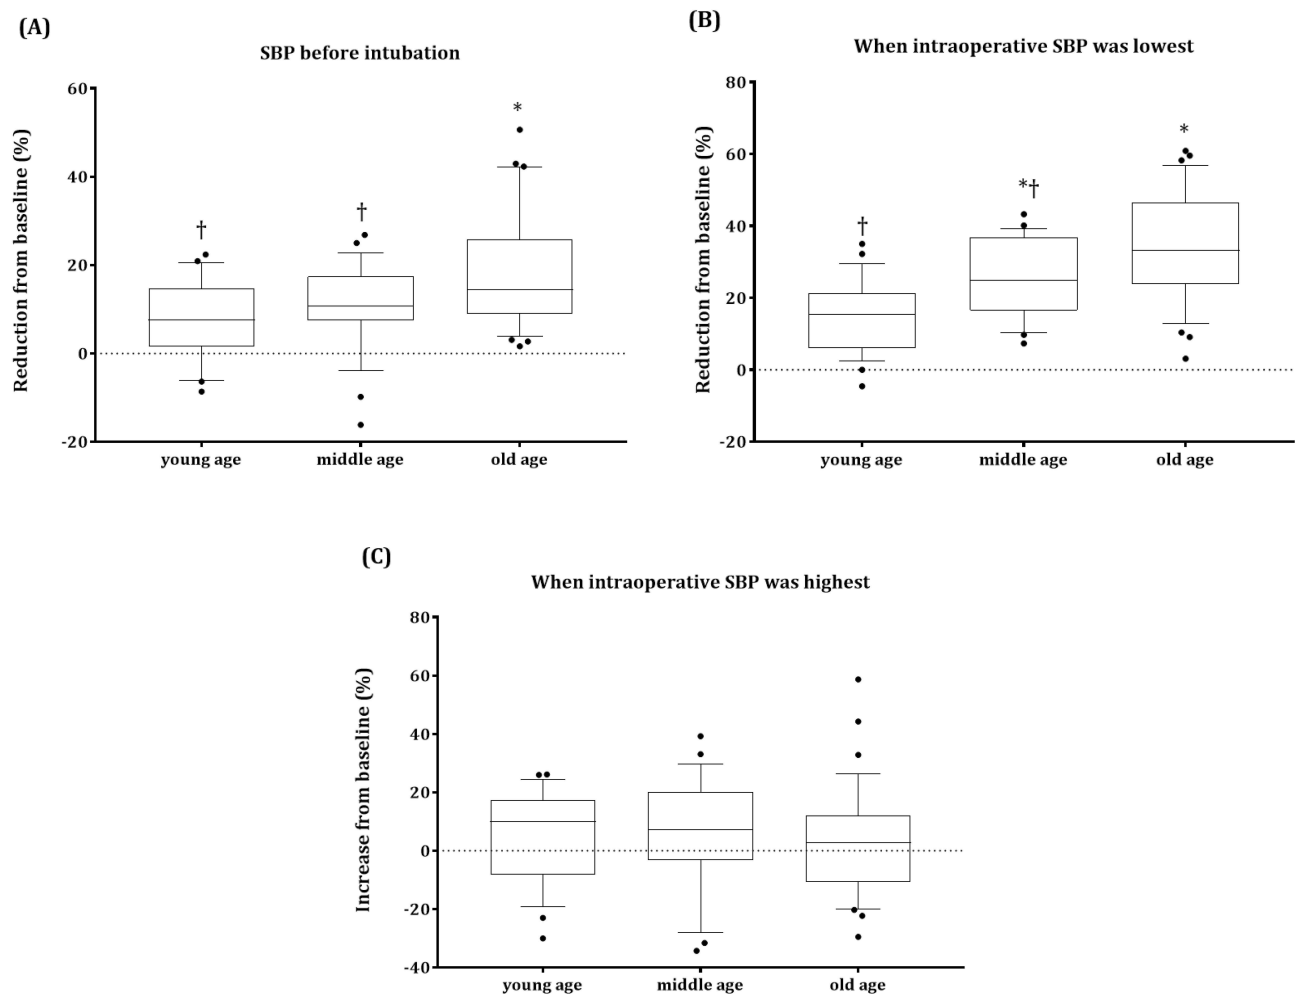 (A)
SBP before intubation
Reduction from baseline (%)
60
40
20
0
-20
†
†
*
young age
middle age
old age
(B)
When intraoperative SBP was lowest
Reduction from baseline (%)
80
60
40
20
0
-20
†
*†
*
young age
middle age
old age
(C)
When intraoperative SBP was highest
Increase from baseline (%)
80
60
40
20
0
-20
-40
young age
middle age
old age